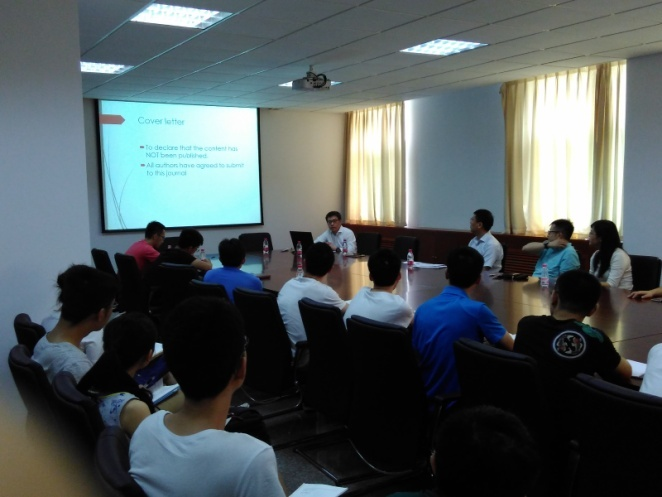 Cover letter
To declare that the content has
NOT been published.
All authors have agreed to submit
to this journal